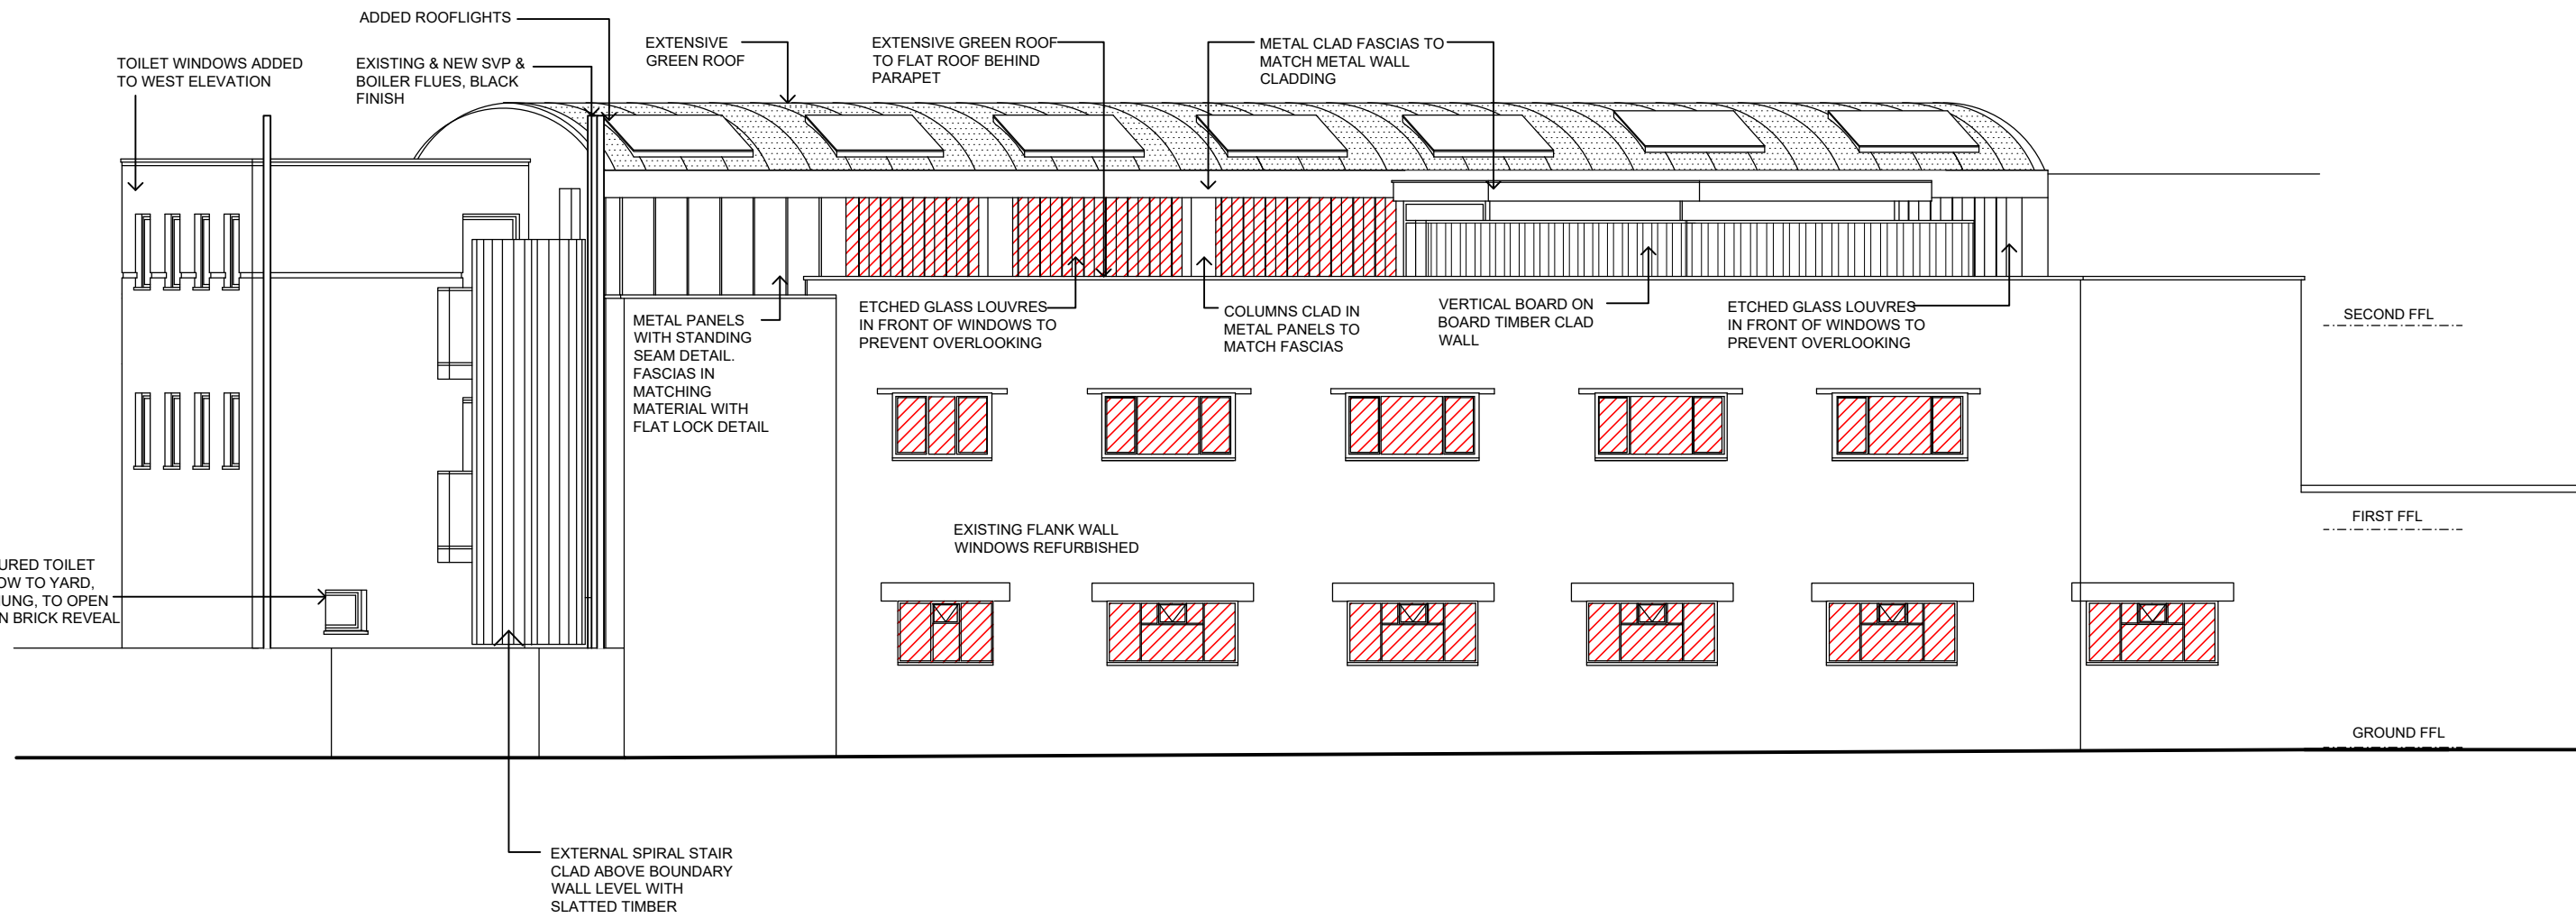 ADDED ROOFLIGHTS
TOILET WINDOWS ADDED
TO WEST ELEVATION
EXISTING & NEW SVP &
BOILER FLUES, BLACK
FINISH
EXTENSIVE
GREEN ROOF
EXTENSIVE GREEN ROOF
TO FLAT ROOF BEHIND
PARAPET
METAL CLAD FASCIAS TO
MATCH METAL WALL
CLADDING
METAL PANELS
WITH STANDING
SEAM DETAIL.
FASCIAS IN
MATCHING
MATERIAL WITH
FLAT LOCK DETAIL
ETCHED GLASS LOUVRES
IN FRONT OF WINDOWS TO
PREVENT OVERLOOKING
COLUMNS CLAD IN
METAL PANELS TO
MATCH FASCIAS
VERTICAL BOARD ON
BOARD TIMBER CLAD
WALL
ETCHED GLASS LOUVRES
IN FRONT OF WINDOWS TO
PREVENT OVERLOOKING
SECOND FFL
FIRST FFL
EXISTING FLANK WALL
WINDOWS REFURBISHED
URED TOILET
OW TO YARD,
UNG, TO OPEN
N BRICK REVEAL
GROUND FFL
EXTERNAL SPIRAL STAIR
CLAD ABOVE BOUNDARY
WALL LEVEL WITH
SLATTED TIMBER